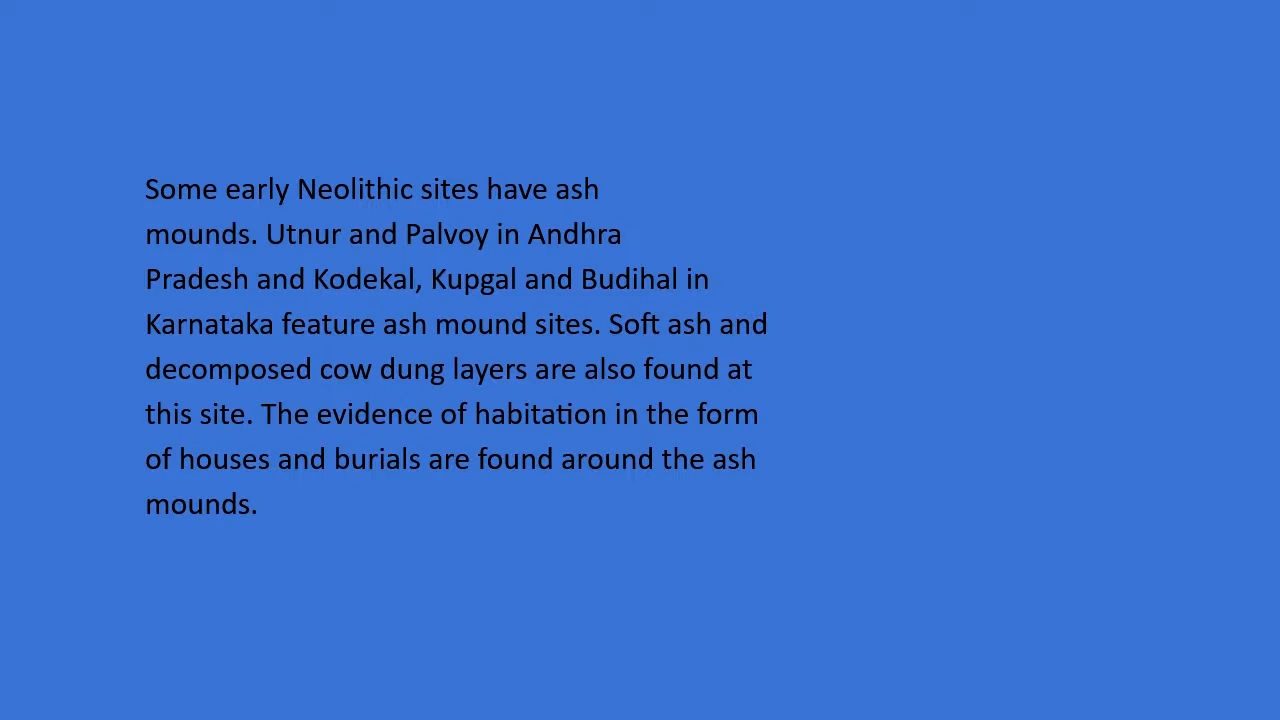 Some early Neolithic sites have ash
mounds. Utnur and Palvoy in Andhra
Pradesh and Kodekal, Kupgal and Budihal in
Karnataka feature ash mound sites. Soft ash and
decomposed cow dung layers are also found at
this site. The evidence of habitation in the form
of houses and burials are found around the ash
mounds.